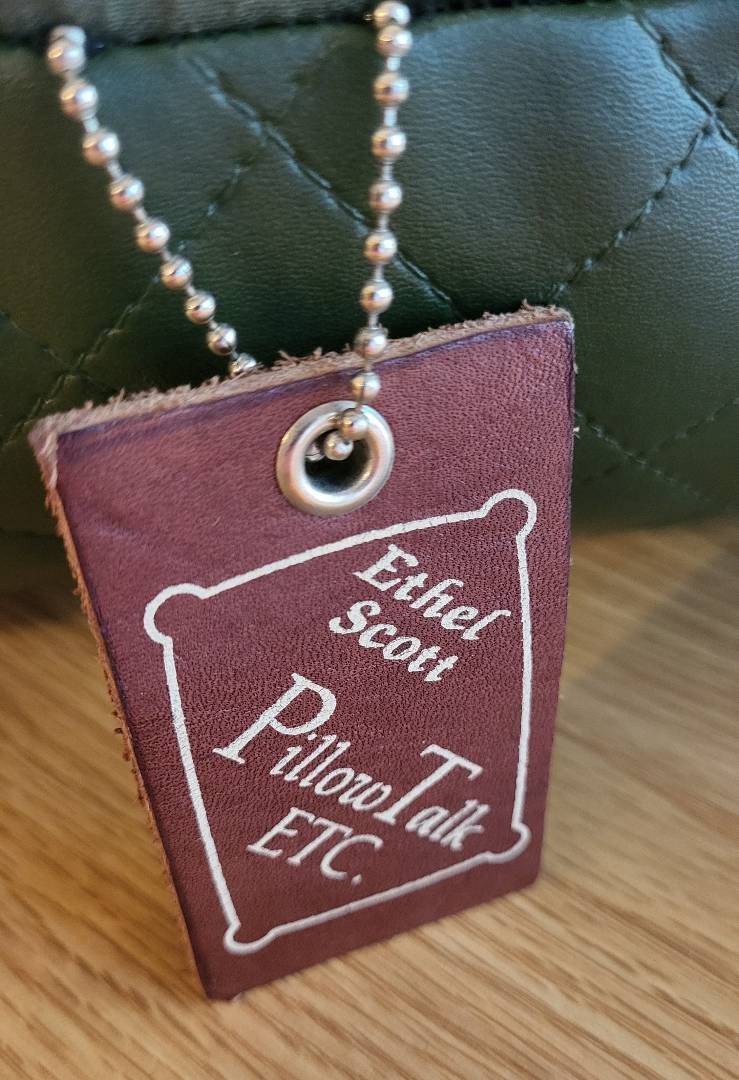 Ethel
Scott
PillowTalk
ETC.